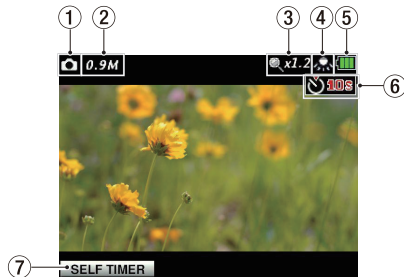 ① ② ③ ④ ⑤
0.9M x1.2
10s ⑥
⑦ SELF TIMER